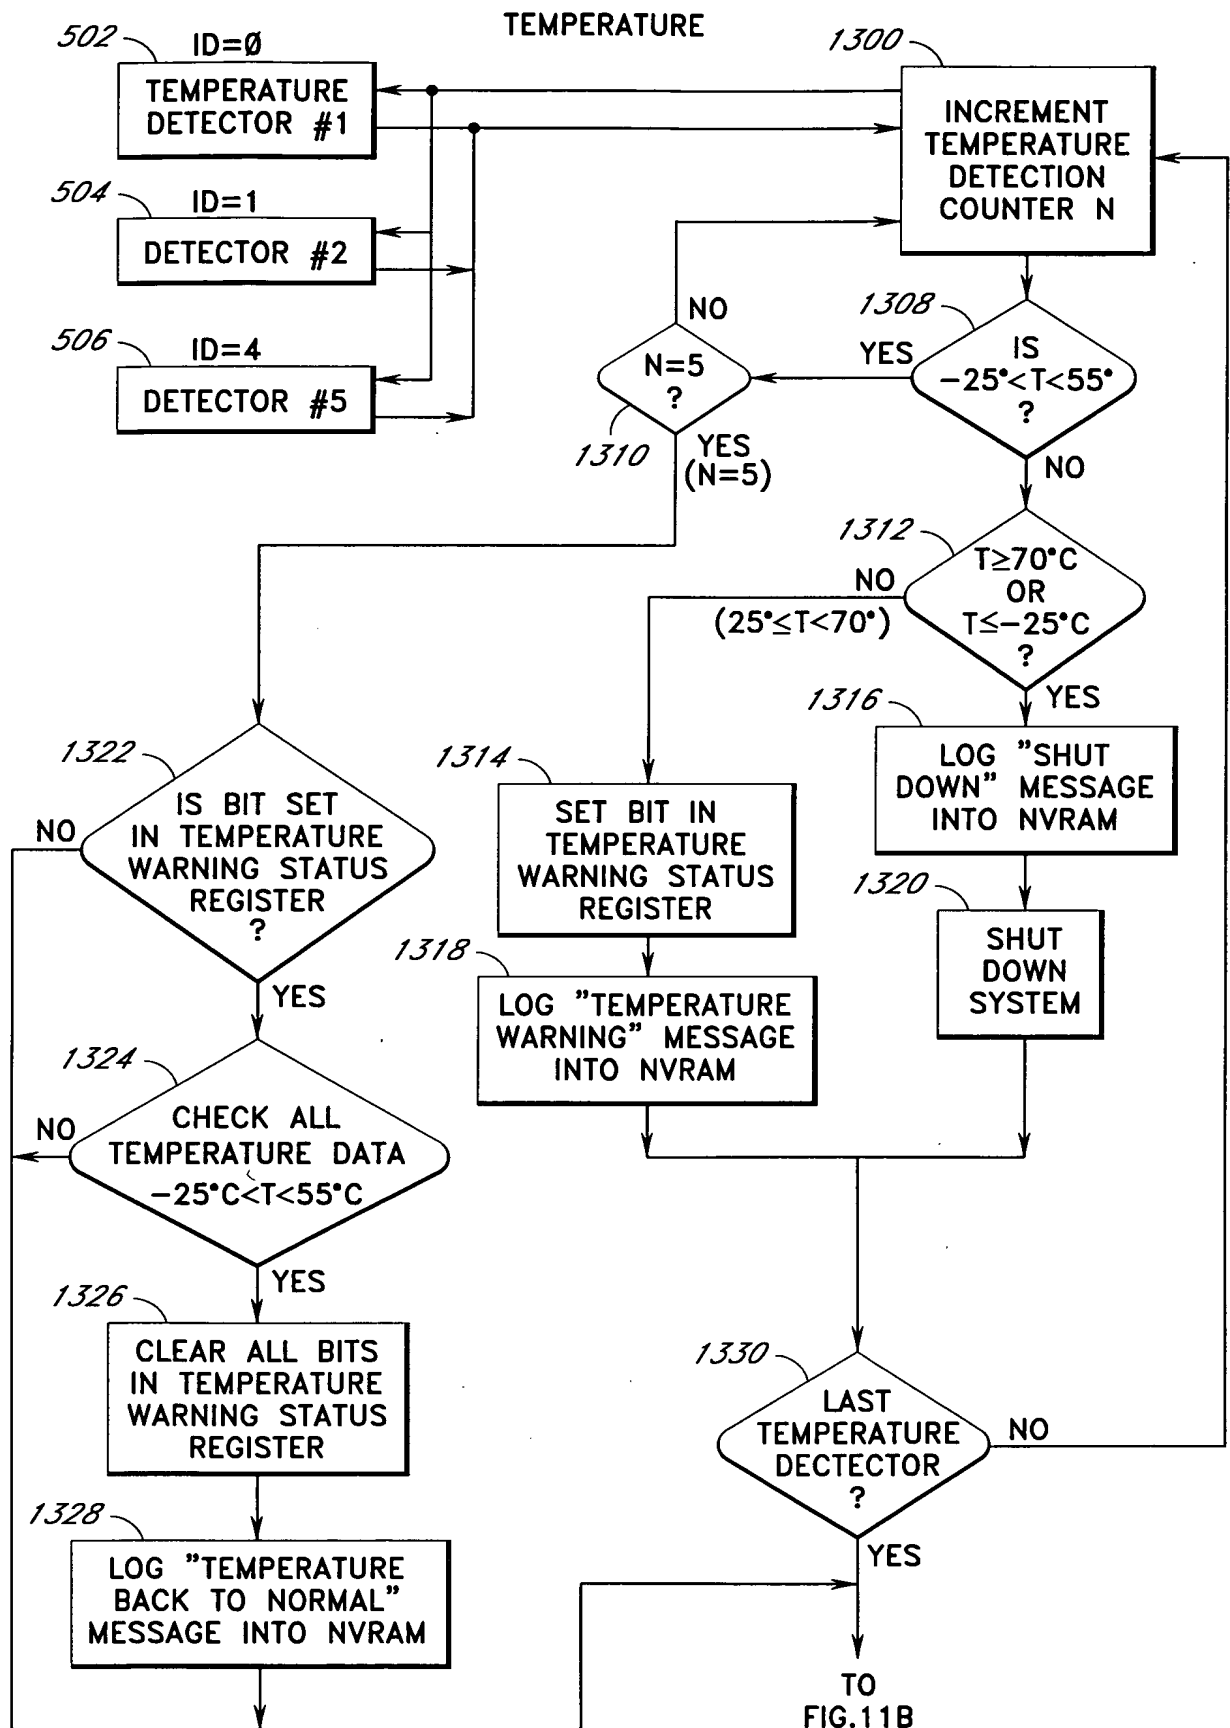 TEMPERATURE
502
ID=Ø
TEMPERATURE
DETECTOR #1
504
ID=1
DETECTOR #2
506
ID=4
DETECTOR #5
1300
INCREMENT
TEMPERATURE
DETECTION
COUNTER N
1308
IS
-25°<T<55°
?
YES
NO
N=5
?
1310
NO
YES
(N=5)
1312
T≥70°C
OR
T≤-25°C
?
NO
(25°≤T<70°)
YES
1316
LOG "SHUT
DOWN" MESSAGE
INTO NVRAM
1320
SHUT
DOWN
SYSTEM
1314
SET BIT IN
TEMPERATURE
WARNING STATUS
REGISTER
1318
LOG "TEMPERATURE
WARNING" MESSAGE
INTO NVRAM
1322
IS BIT SET
IN TEMPERATURE
WARNING STATUS
REGISTER
?
NO
YES
1324
CHECK ALL
TEMPERATURE DATA
-25°C<T<55°C
NO
YES
1326
CLEAR ALL BITS
IN TEMPERATURE
WARNING STATUS
REGISTER
1328
LOG "TEMPERATURE
BACK TO NORMAL"
MESSAGE INTO NVRAM
1330
LAST
TEMPERATURE
DECTECTOR
?
NO
YES
TO
FIG.11B